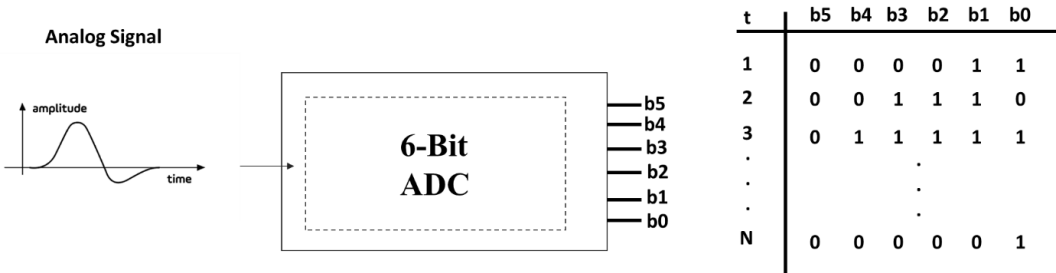 Analog Signal
amplitude
time
6-Bit
ADC
b5
b4
b3
b2
b1
b0
t b5 b4 b3 b2 b1 b0
1 0 0 0 0 1 1
2 0 0 1 1 1 0
3 0 1 1 1 1 1
. .
. .
. .
N 0 0 0 0 0 1